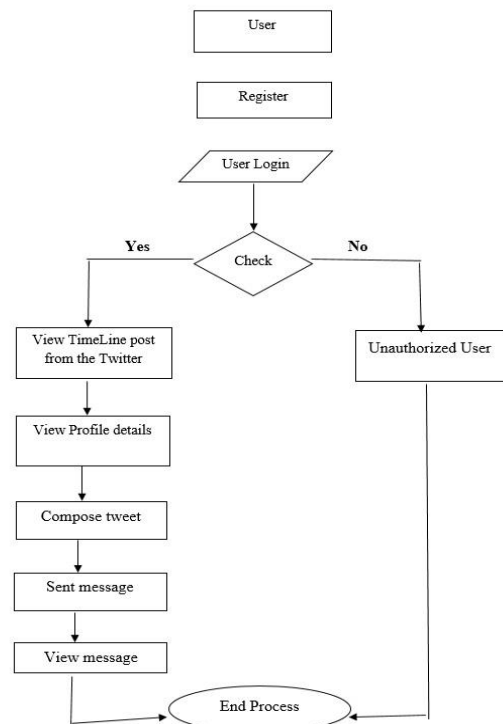 User
Register
User Login
Yes
No
Check
View TimeLine post
from the Twitter
Unauthorized User
View Profile details
Compose tweet
Sent message
View message
End Process